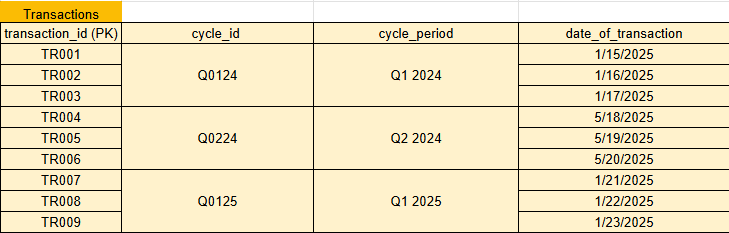 Transactions
transaction_id (PK) cycle_id cycle_period date_of_transaction
TR001 1/15/2025
TR002 Q0124 Q1 2024 1/16/2025
TR003 1/17/2025
TR004 5/18/2025
TR005 Q0224 Q2 2024 5/19/2025
TR006 5/20/2025
TR007 1/21/2025
TR008 Q0125 Q1 2025 1/22/2025
TR009 1/23/2025